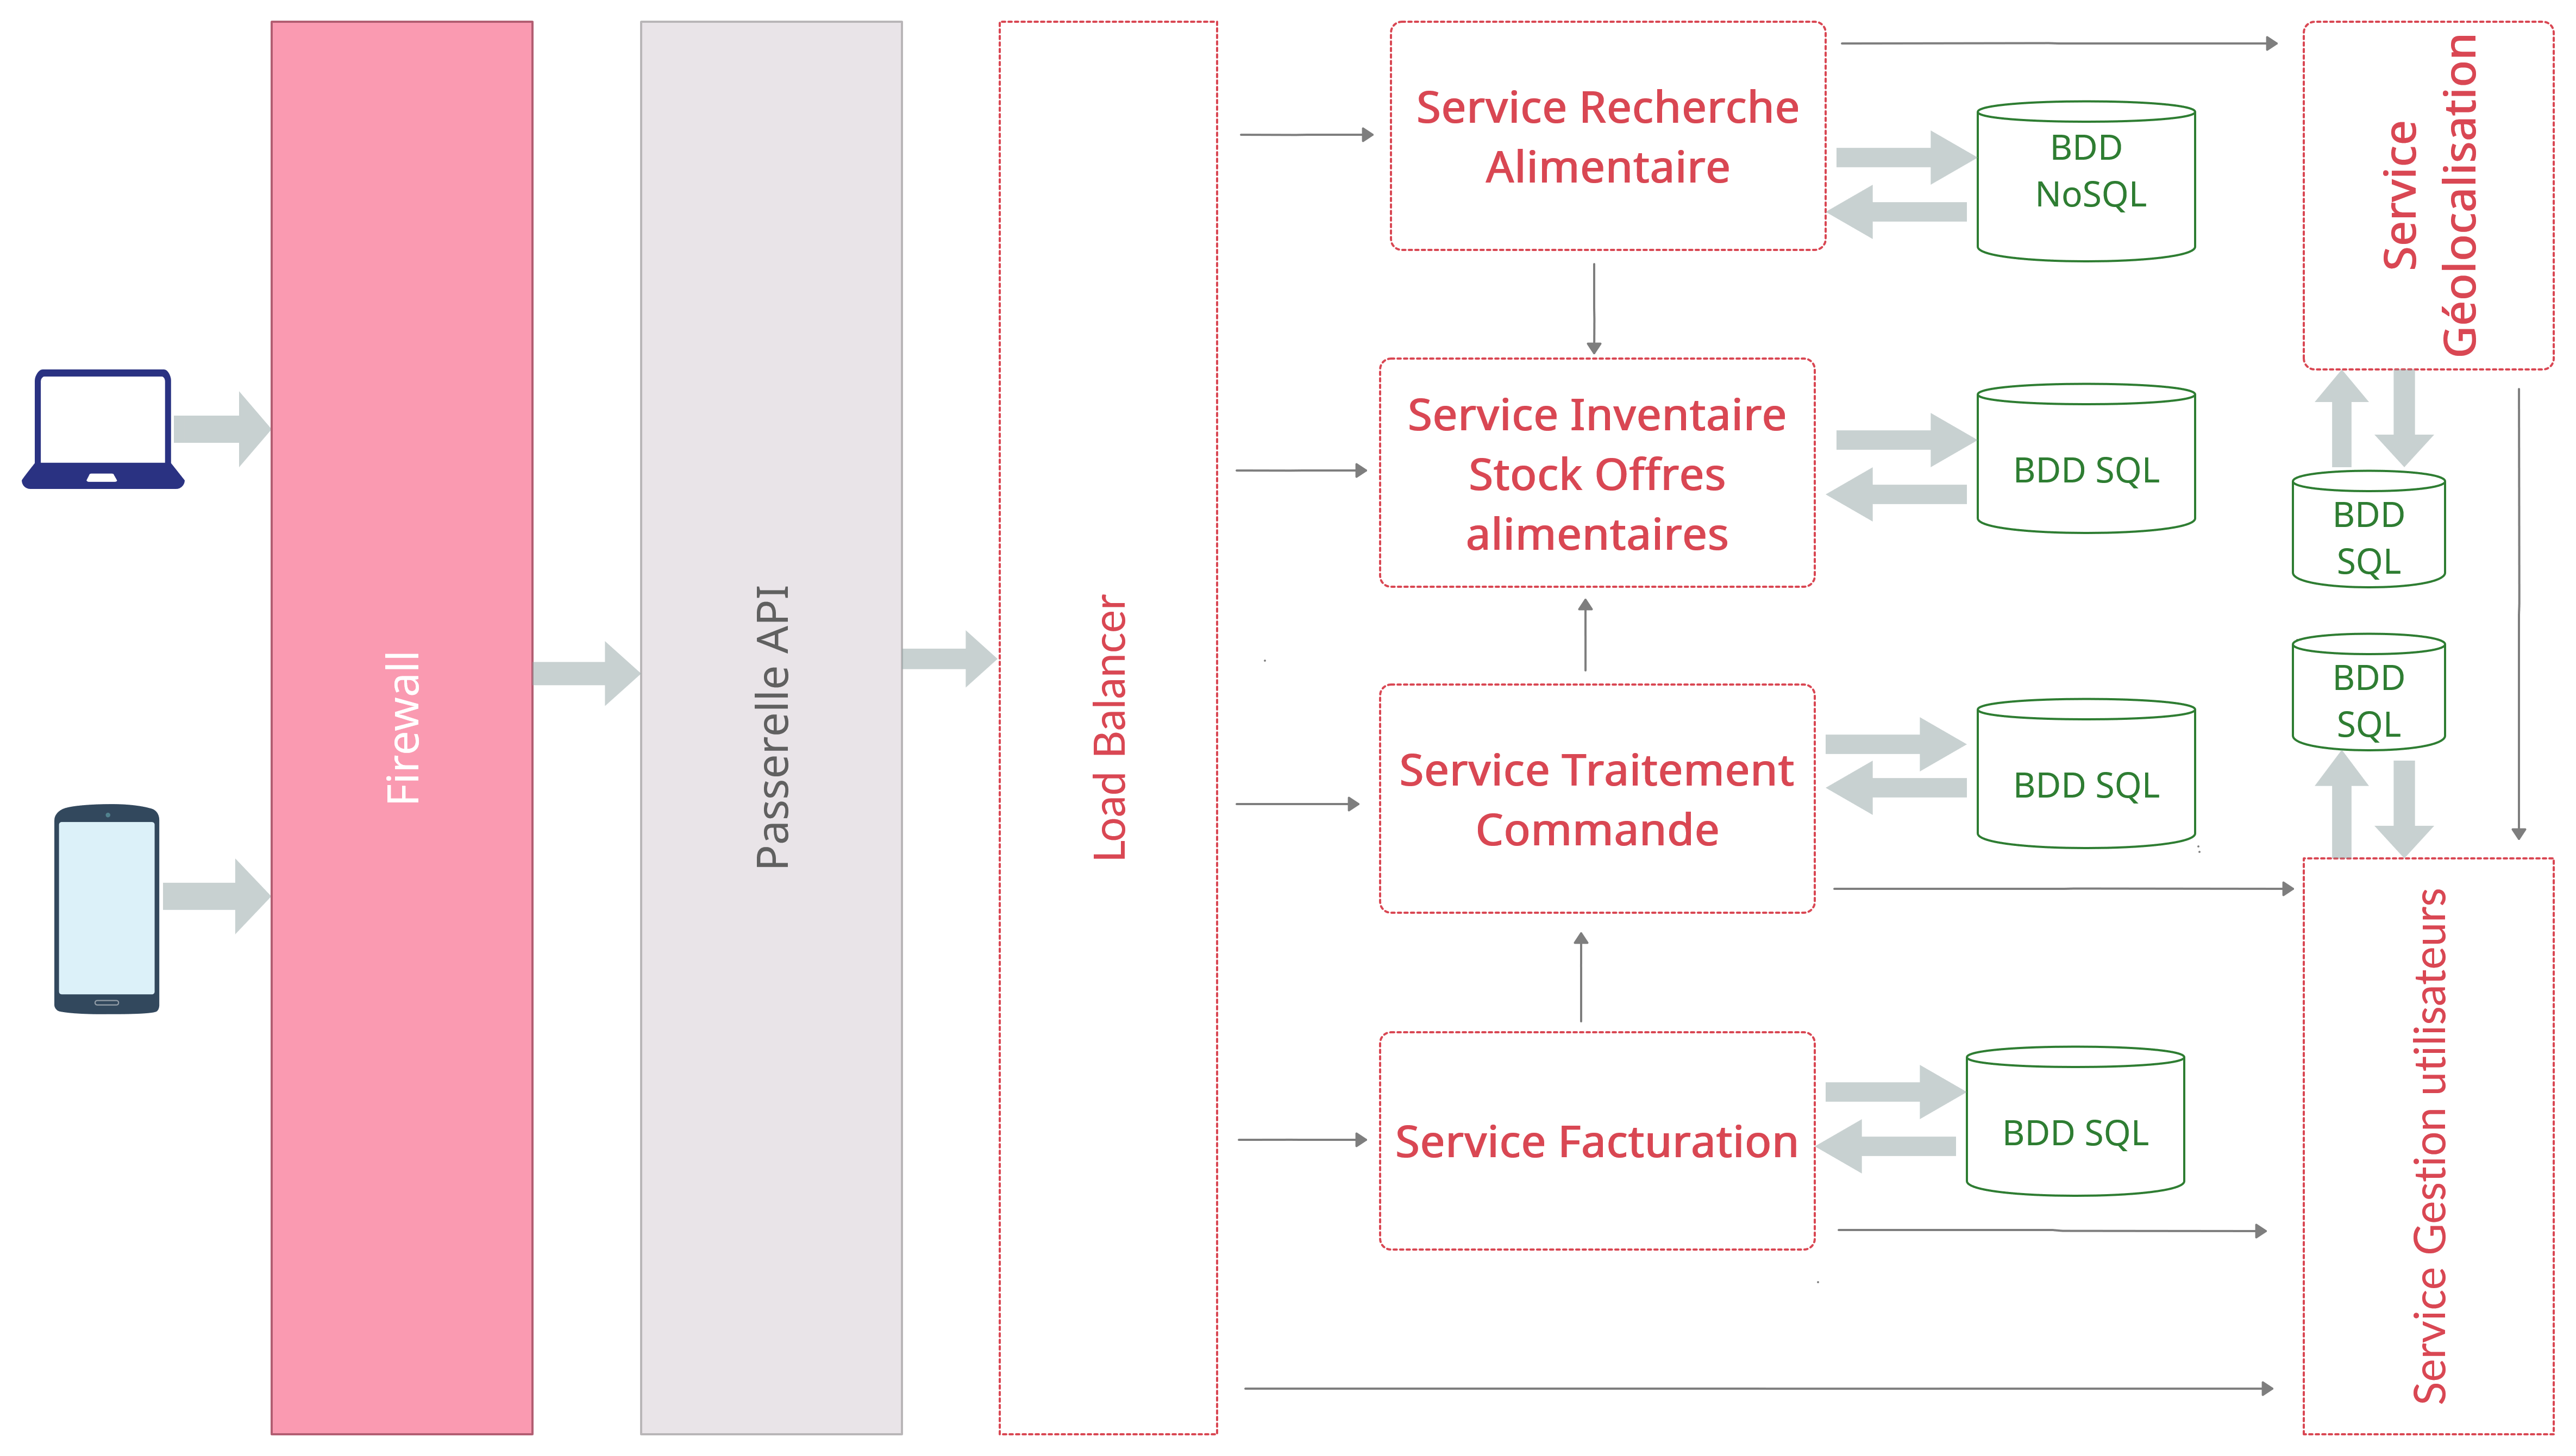 Firewall
Passerelle API
Load Balancer
Service Recherche
Alimentaire
BDD
NoSQL
Service
Géolocalisation
Service Inventaire
Stock Offres
alimentaires
BDD SQL
BDD
SQL
Service Traitement
Commande
BDD SQL
BDD
SQL
Service Facturation
BDD SQL
Service Gestion utilisateurs